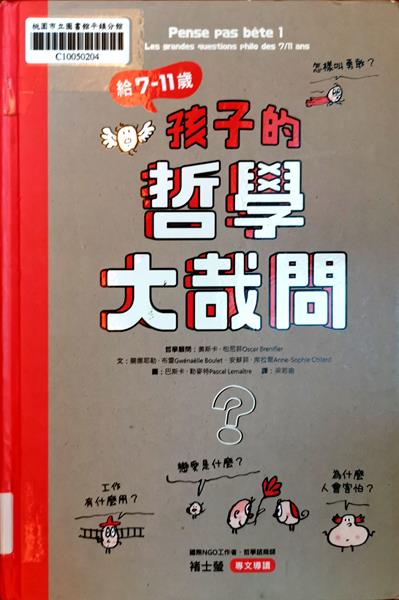 桃園市立圖書館平鎮分館
C10050204
Pense pas bête 1
Les grandes questions philo des 7/11 ans
怎樣叫勇敢？
給7-11歲
孩子的
哲學
大哉問
哲學顧問：奧斯卡．柏尼菲Oscar Brenifier
文：關娜耶勒．布雷Gwénaëlle Boulet．安蘇菲．席拉爾Anne-Sophie Chilard
圖：巴斯卡．勒麥特Pascal Lemaître　譯：梁若瑜
?
戀愛是什麼？
工作
有什麼用？
為什麼
人會害怕？
國際NGO工作者．哲學諮商師
褚士瑩 專文導讀